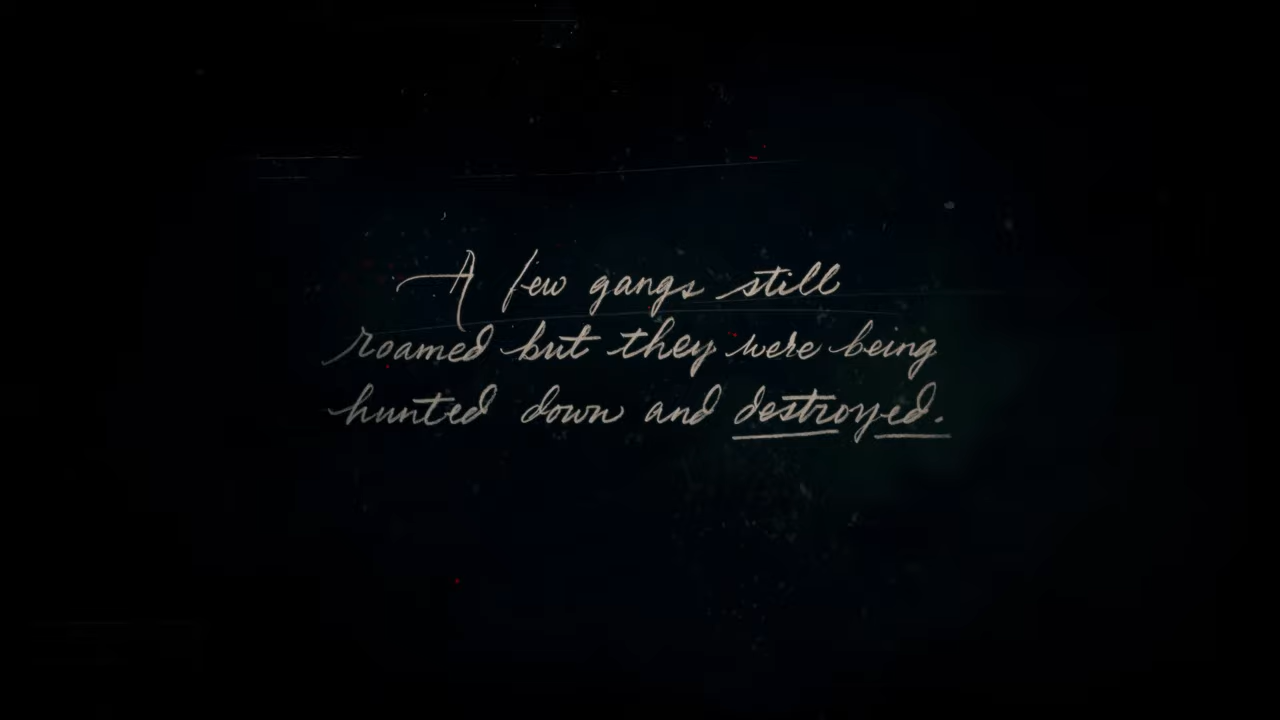 A few gangs still
roamed but they were being
hunted down and destroyed.